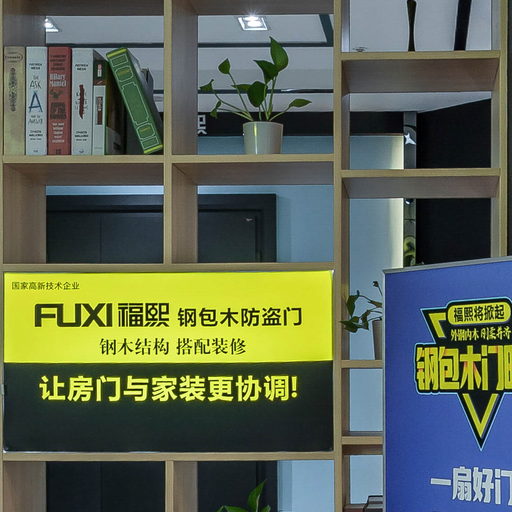 国家高新技术企业
FUXI 福熙 钢包木防盗门
钢木结构 搭配装修
让房门与家装更协调!
福熙将掀起
钢包木门
一扇好门